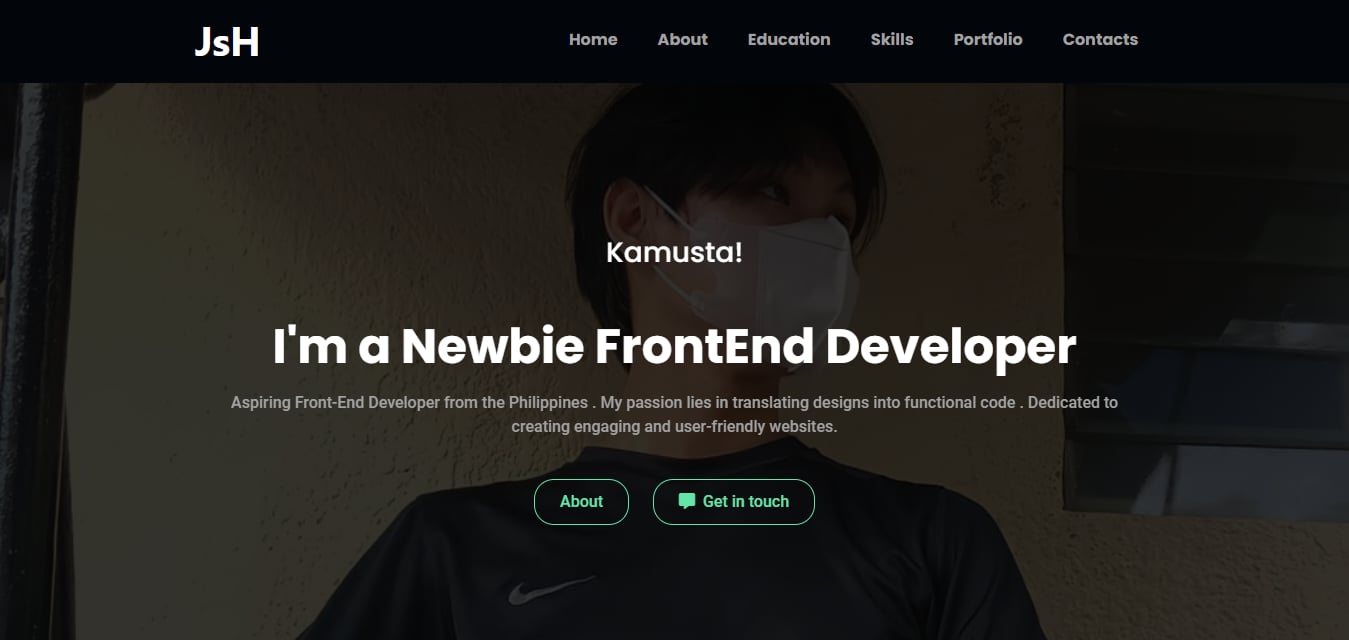 JsH
Home About Education Skills Portfolio Contacts
Kamusta!
I'm a Newbie FrontEnd Developer
Aspiring Front-End Developer from the Philippines . My passion lies in translating designs into functional code . Dedicated to
creating engaging and user-friendly websites.
About Get in touch